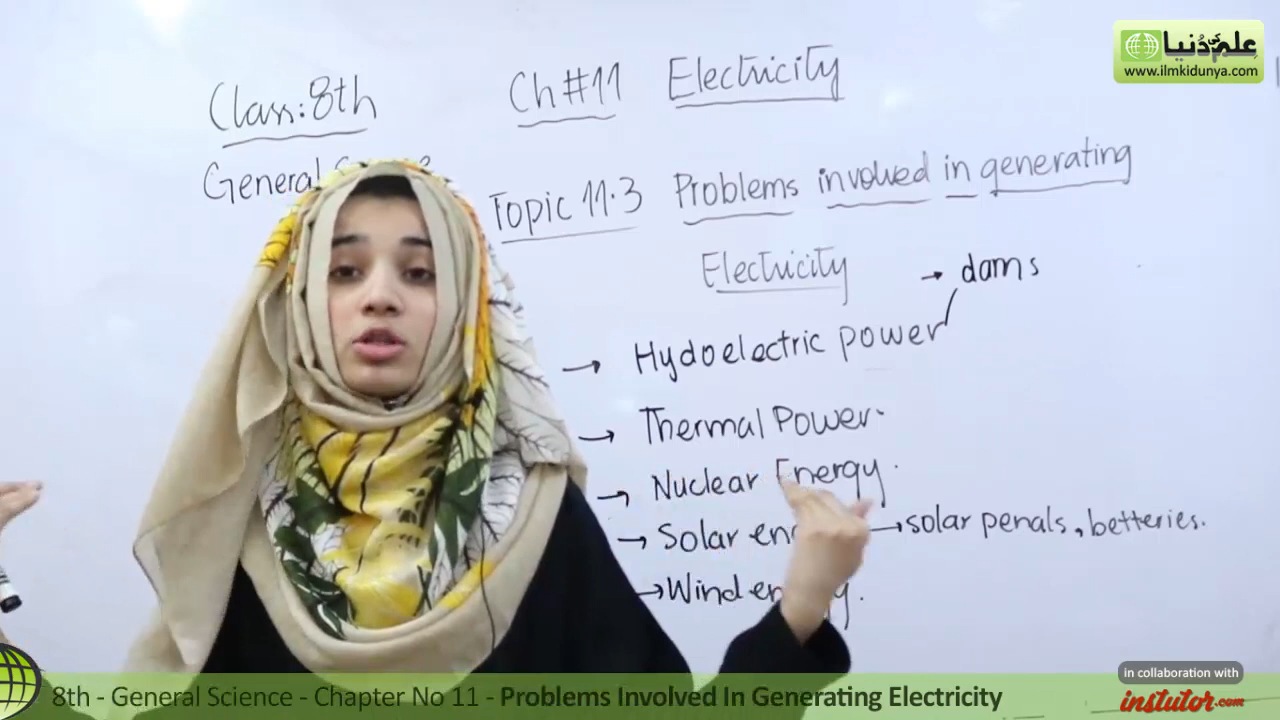 علم کی دنیا
www.ilmkidunya.com
Class: 8th
Ch #11 Electricity
General
Topic 11.3 Problems involved in generating
Electricity
→ dams
→ Hydoelectric power
→ Thermal Power.
→ Nuclear Energy.
→ Solar en → solar penals, betteries.
→ Wind en y.
in collaboration with
instutor.com
8th - General Science - Chapter No 11 - Problems Involved In Generating Electricity